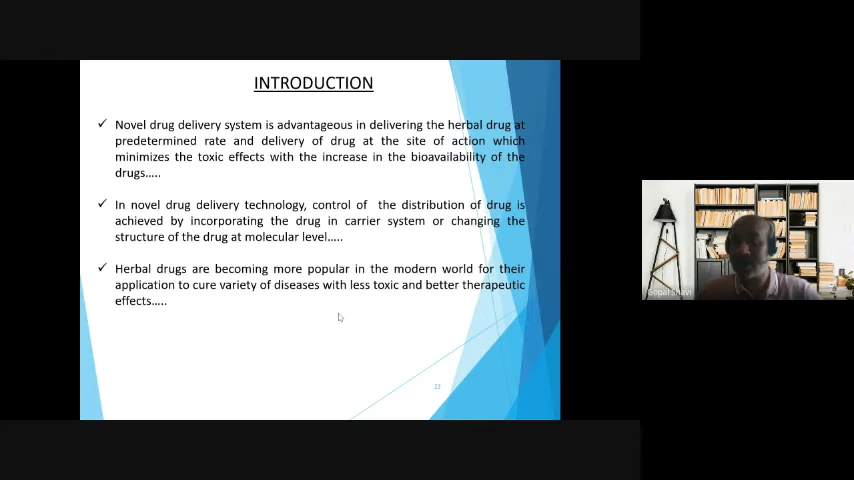 INTRODUCTION
✓ Novel drug delivery system is advantageous in delivering the herbal drug at
predetermined rate and delivery of drug at the site of action which
minimizes the toxic effects with the increase in the bioavailability of the
drugs.....
✓ In novel drug delivery technology, control of the distribution of drug is
achieved by incorporating the drug in carrier system or changing the
structure of the drug at molecular level.....
✓ Herbal drugs are becoming more popular in the modern world for their
application to cure variety of diseases with less toxic and better therapeutic
effects.....
Gopal